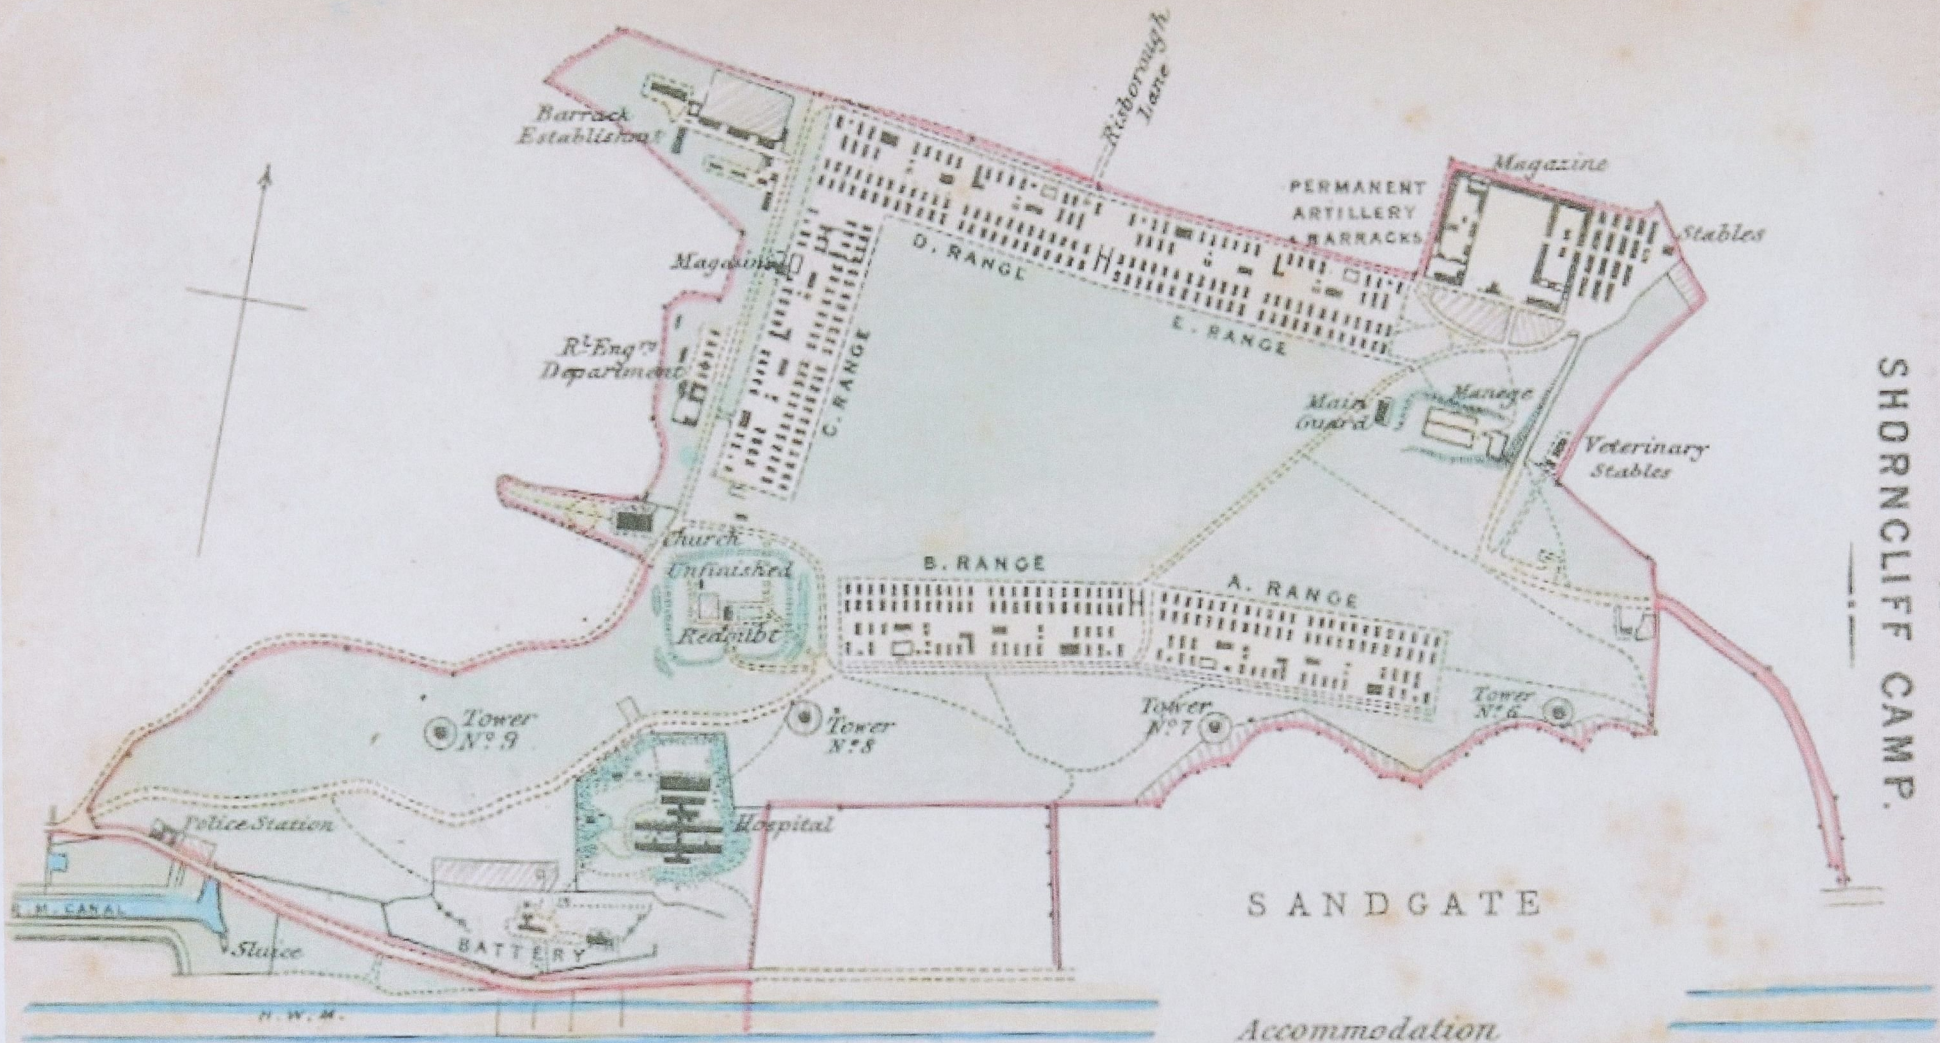 Risborough
Lane
Barrack
Establishmt
PERMANENT
ARTILLERY
BARRACKS
Magazine
Stables
D. RANGE
Magazine
E. RANGE
Rl. Engrs
Department
C. RANGE
Main
Guard
Manege
Veterinary
Stables
SHORNCLIFF CAMP.
Church
Unfinished
Redoubt
B. RANGE
A. RANGE
Tower
No. 9
Tower
No. 8
Tower
No. 7
Tower
No. 6
Police Station
Hospital
R. M. CANAL
Sluice
BATTERY
SANDGATE
H. W. M.
Accommodation